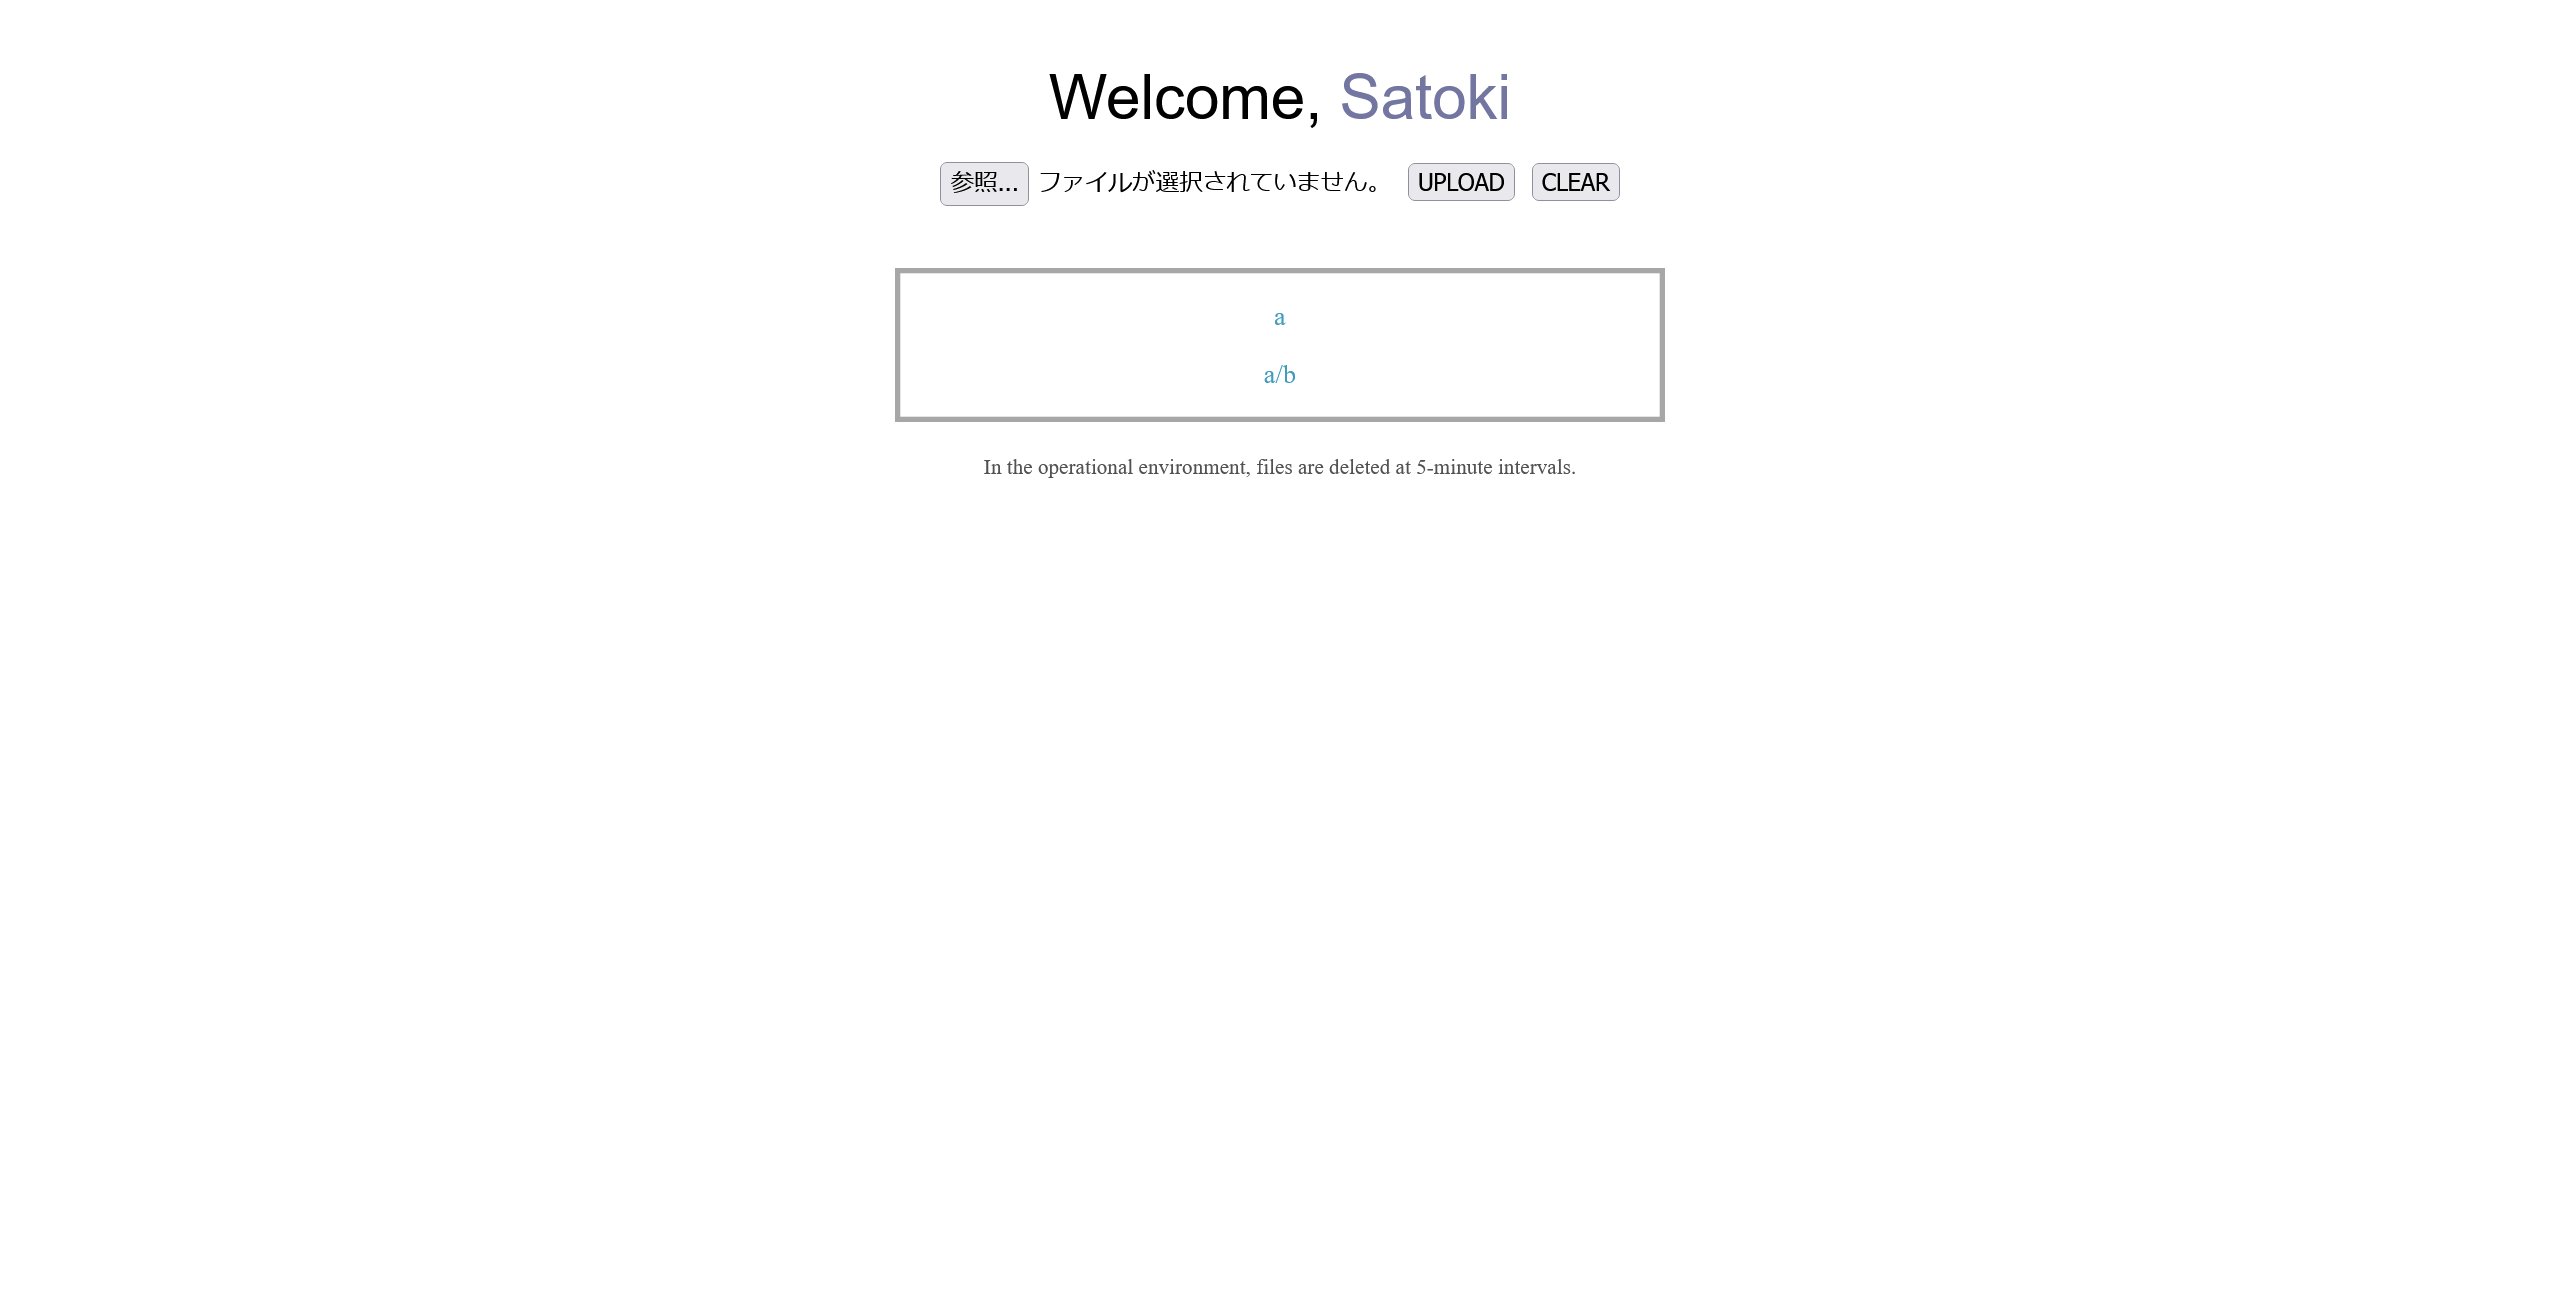 Welcome, Satoki
参照... ファイルが選択されていません。 UPLOAD CLEAR
a
a/b
In the operational environment, files are deleted at 5-minute intervals.